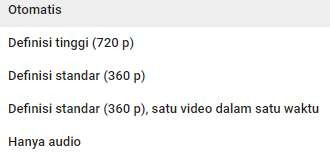 Otomatis
Definisi tinggi (720 p)
Definisi standar (360 p)
Definisi standar (360 p), satu video dalam satu waktu
Hanya audio